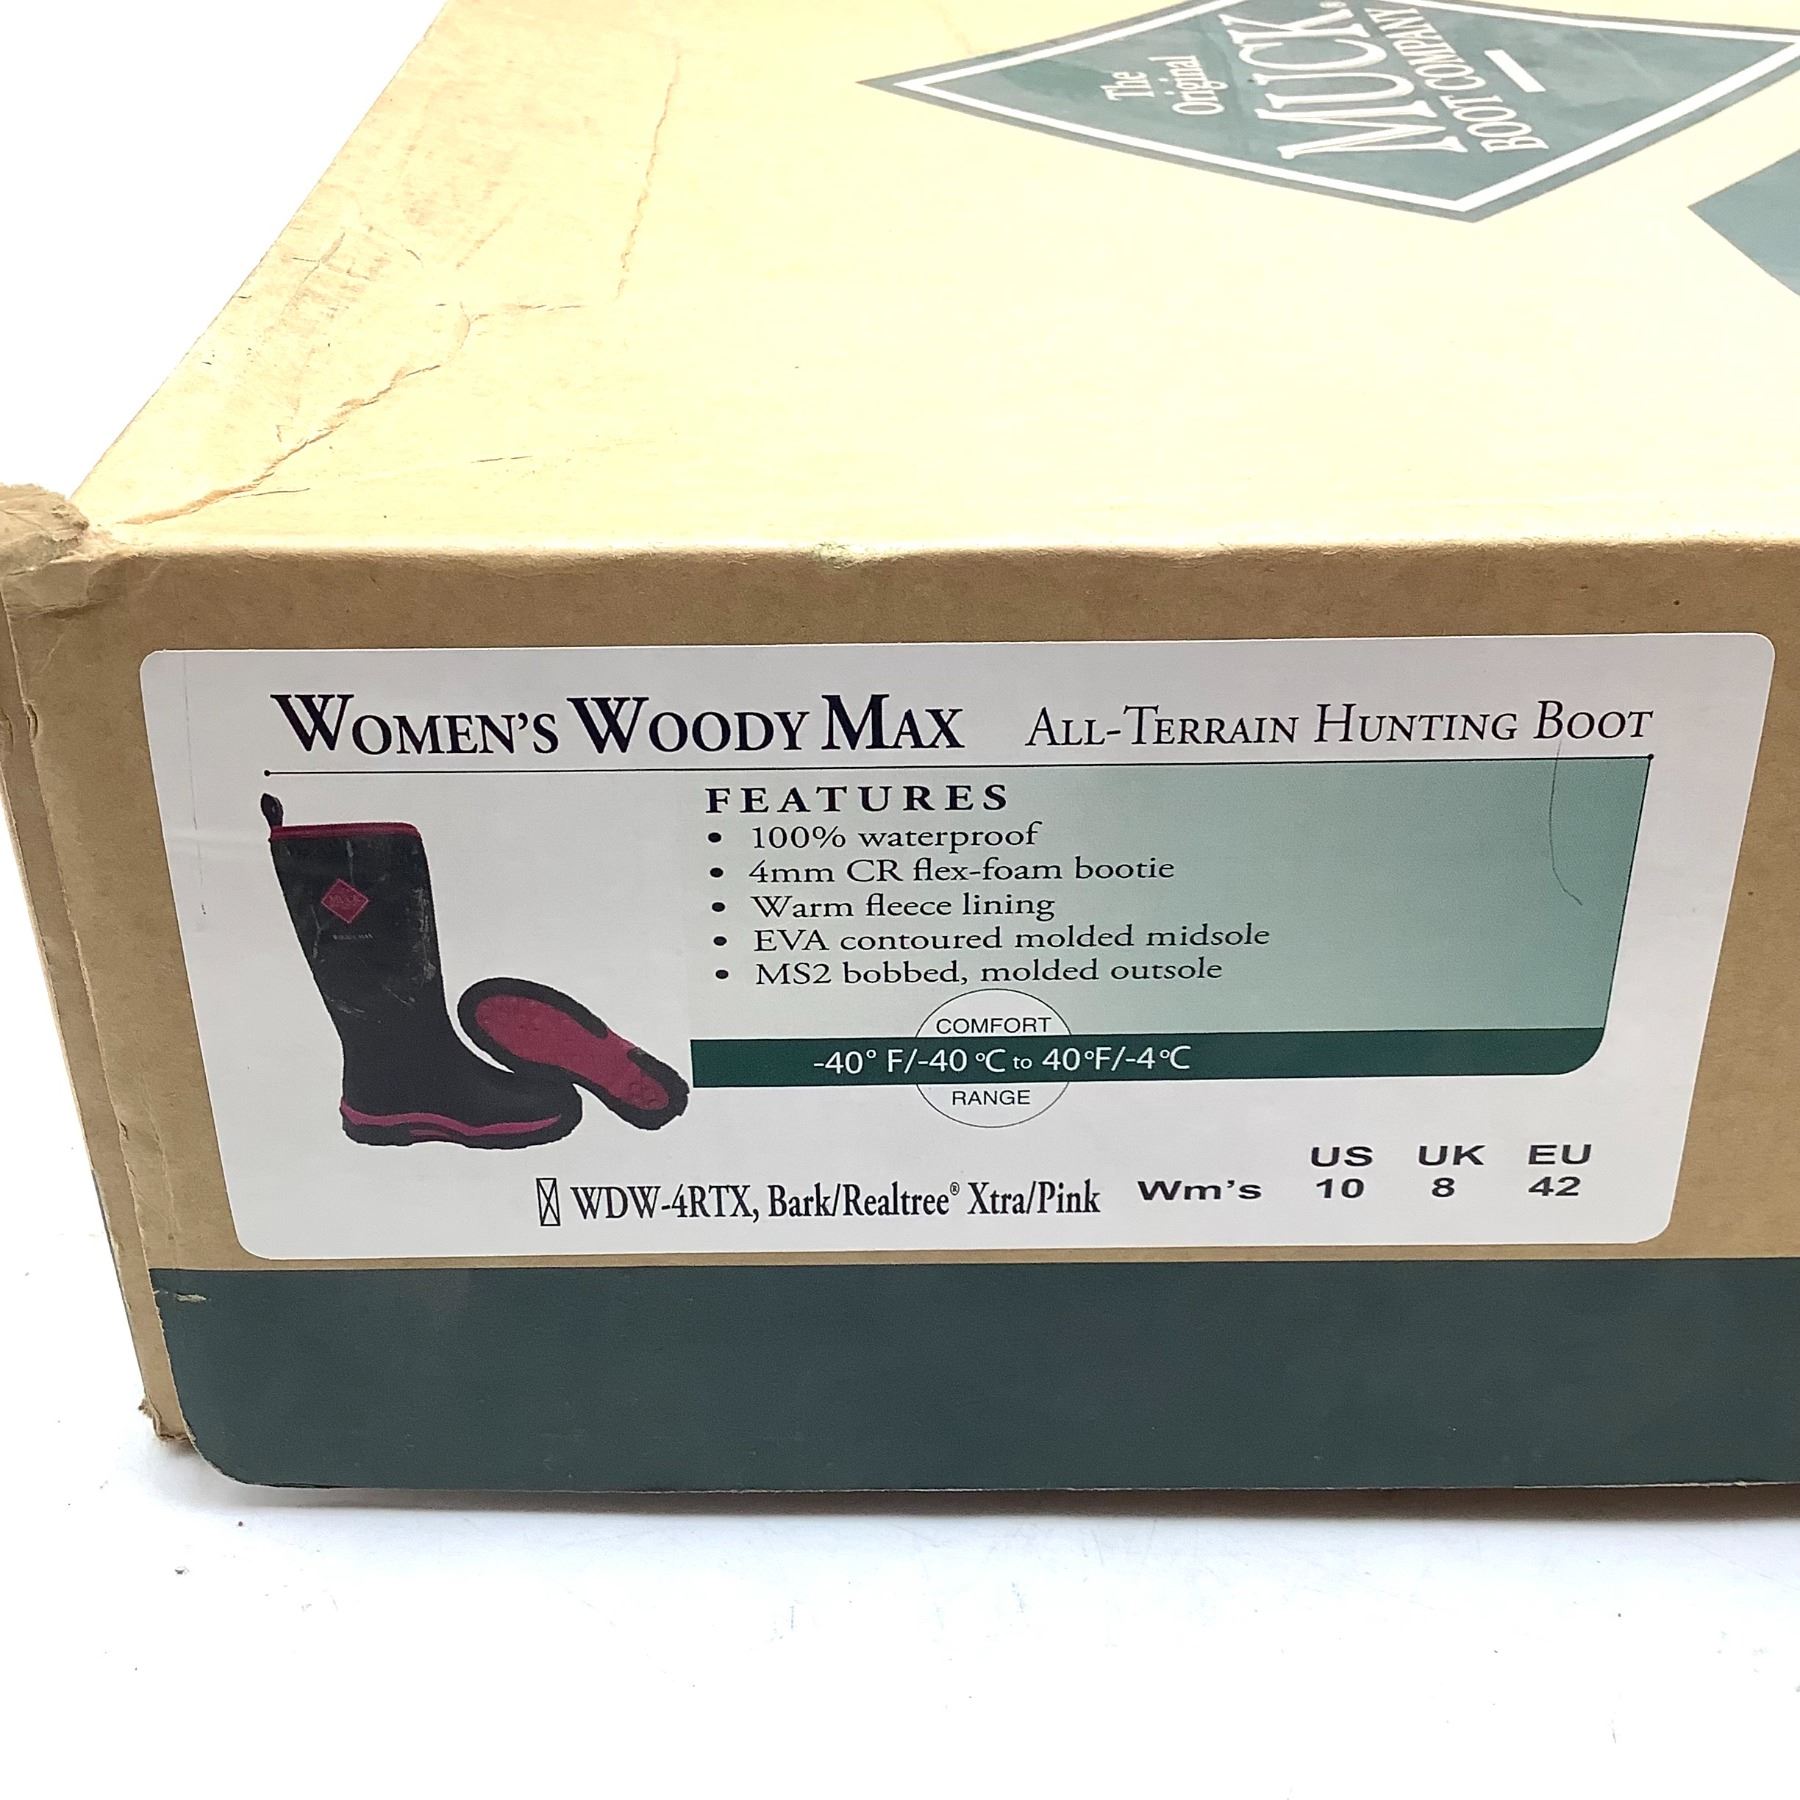 The
Original
MUCK®
BOOT COMPANY
WOMEN'S WOODY MAX ALL-TERRAIN HUNTING BOOT
FEATURES
• 100% waterproof
• 4mm CR flex-foam bootie
• Warm fleece lining
• EVA contoured molded midsole
• MS2 bobbed, molded outsole
COMFORT
-40° F/-40 °C to 40°F/-4°C
RANGE
US UK EU
WDW-4RTX, Bark/Realtree® Xtra/Pink Wm's 10 8 42